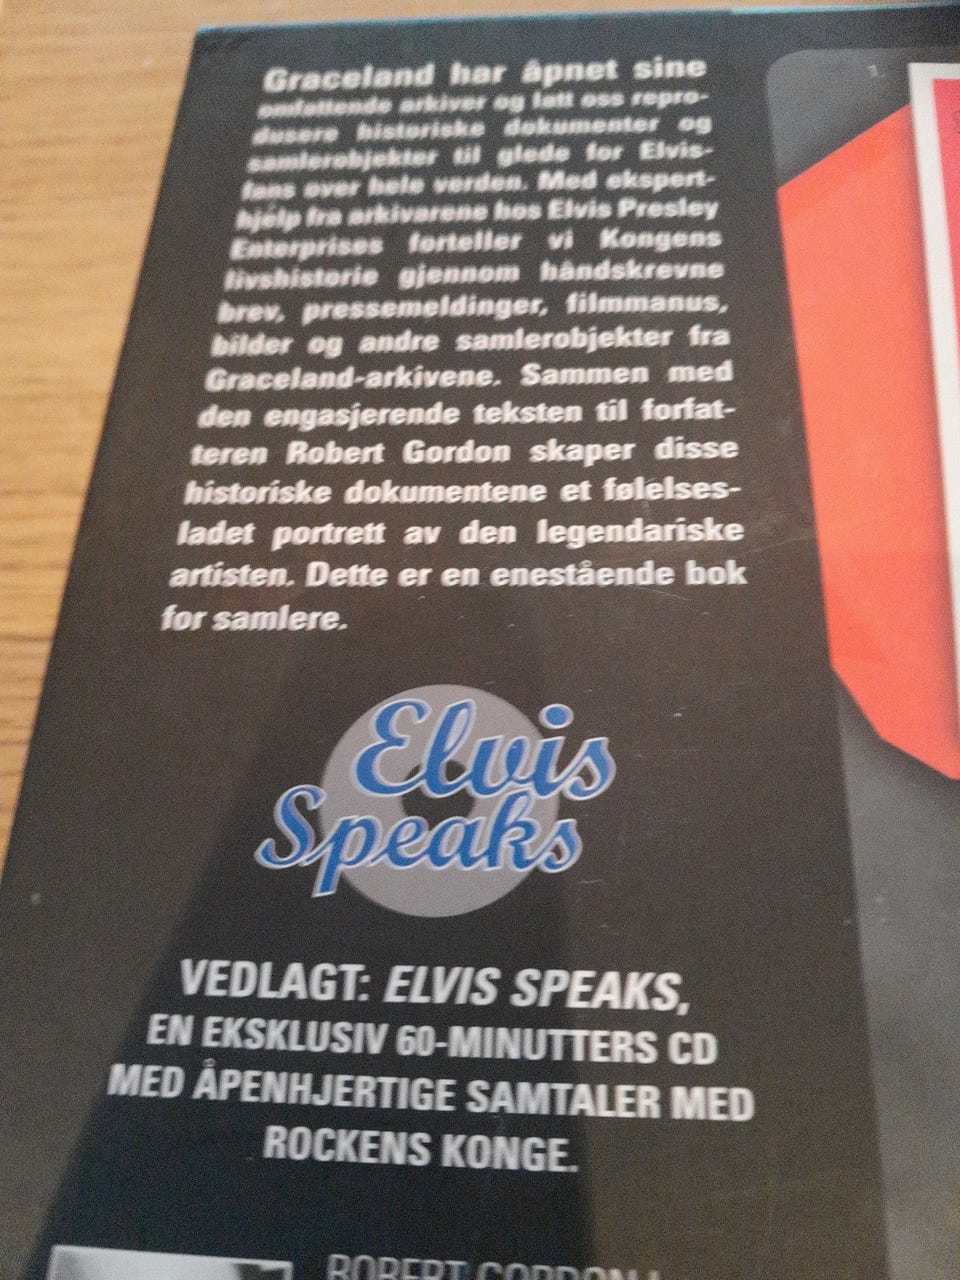 1.
Graceland har åpnet sine
omfattende arkiver og latt oss repro-
dusere historiske dokumenter og
samlerobjekter til glede for Elvis-
fans over hele verden. Med ekspert-
hjelp fra arkivarene hos Elvis Presley
Enterprises forteller vi Kongens
livshistorie gjennom håndskrevne
brev, pressemeldinger, filmmanus,
bilder og andre samlerobjekter fra
Graceland-arkivene. Sammen med
den engasjerende teksten til forfat-
teren Robert Gordon skaper disse
historiske dokumentene et følelses-
ladet portrett av den legendariske
artisten. Dette er en enestående bok
for samlere.
Elvis
Speaks
VEDLAGT: ELVIS SPEAKS,
EN EKSKLUSIV 60-MINUTTERS CD
MED ÅPENHJERTIGE SAMTALER MED
ROCKENS KONGE.
ROBERT GORDON